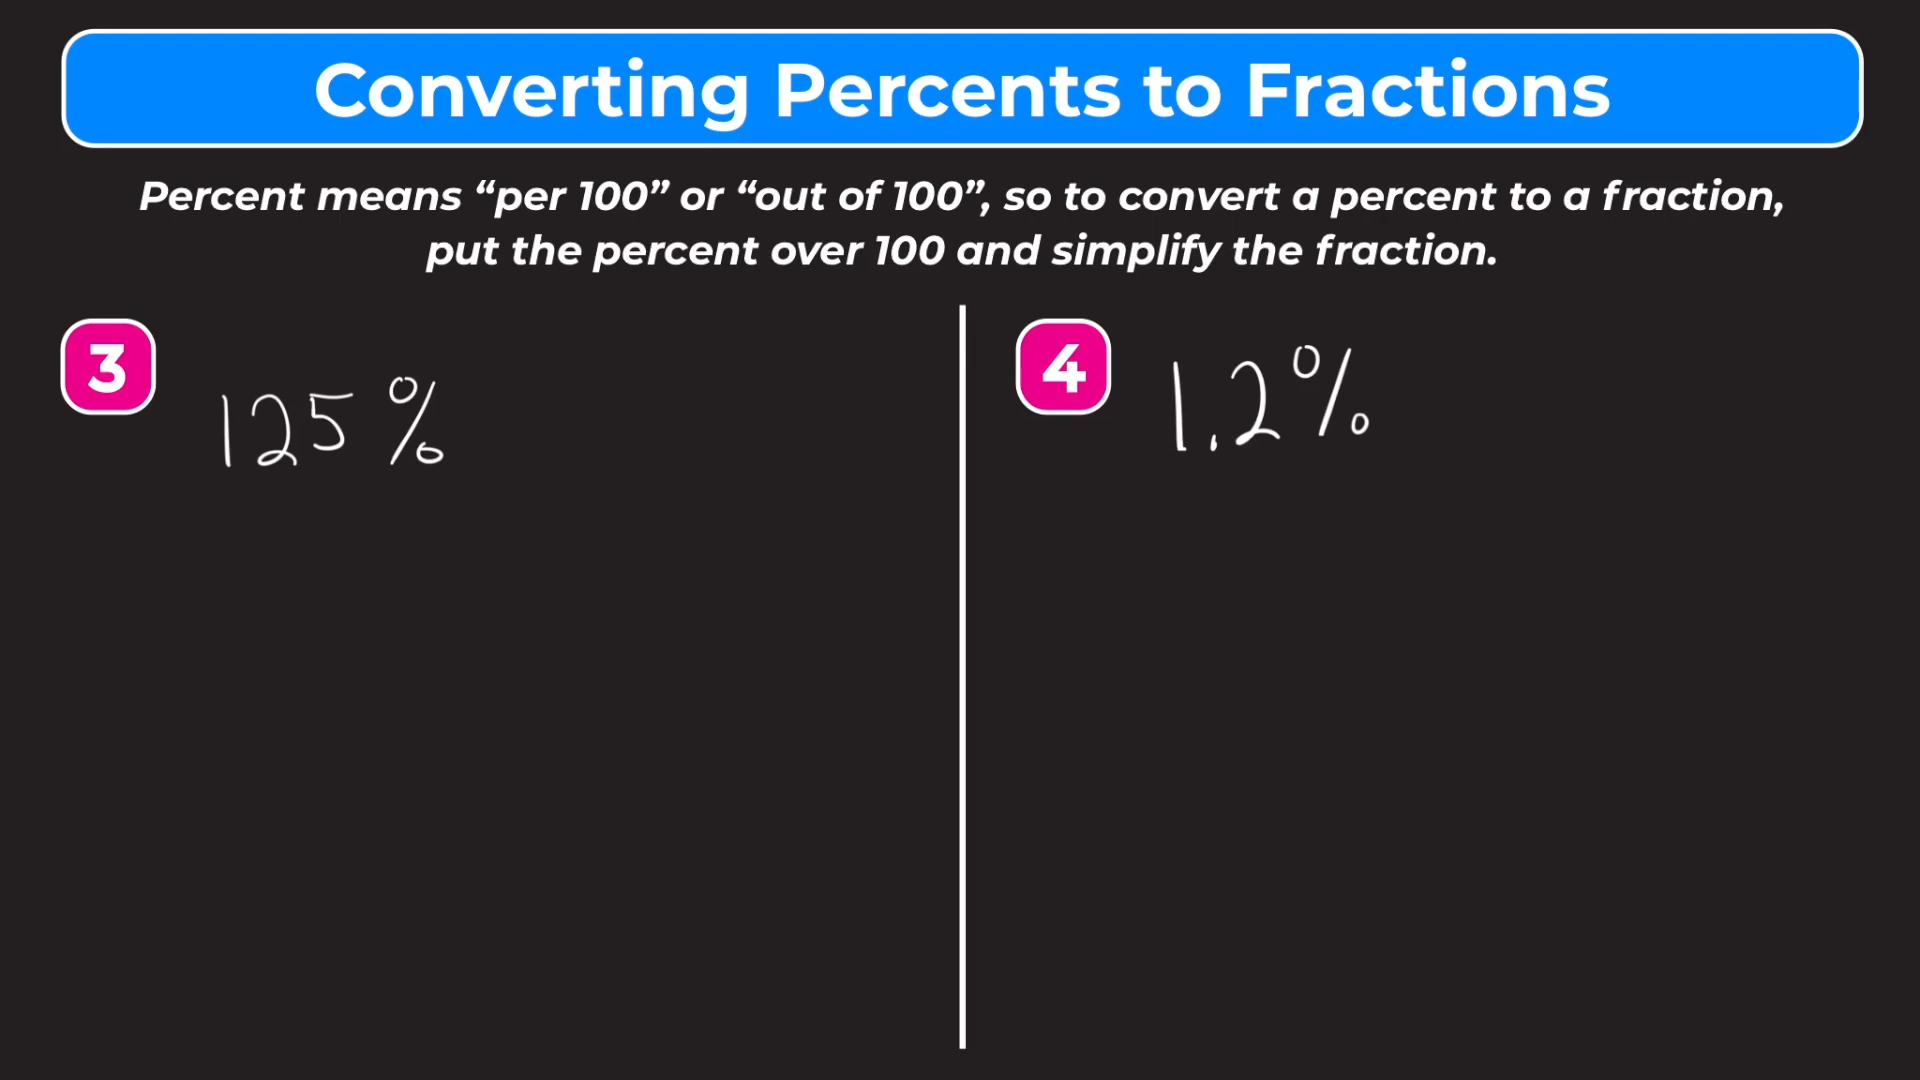 Converting Percents to Fractions
Percent means “per 100” or “out of 100”, so to convert a percent to a fraction,
put the percent over 100 and simplify the fraction.
3
125%
4
1.2%